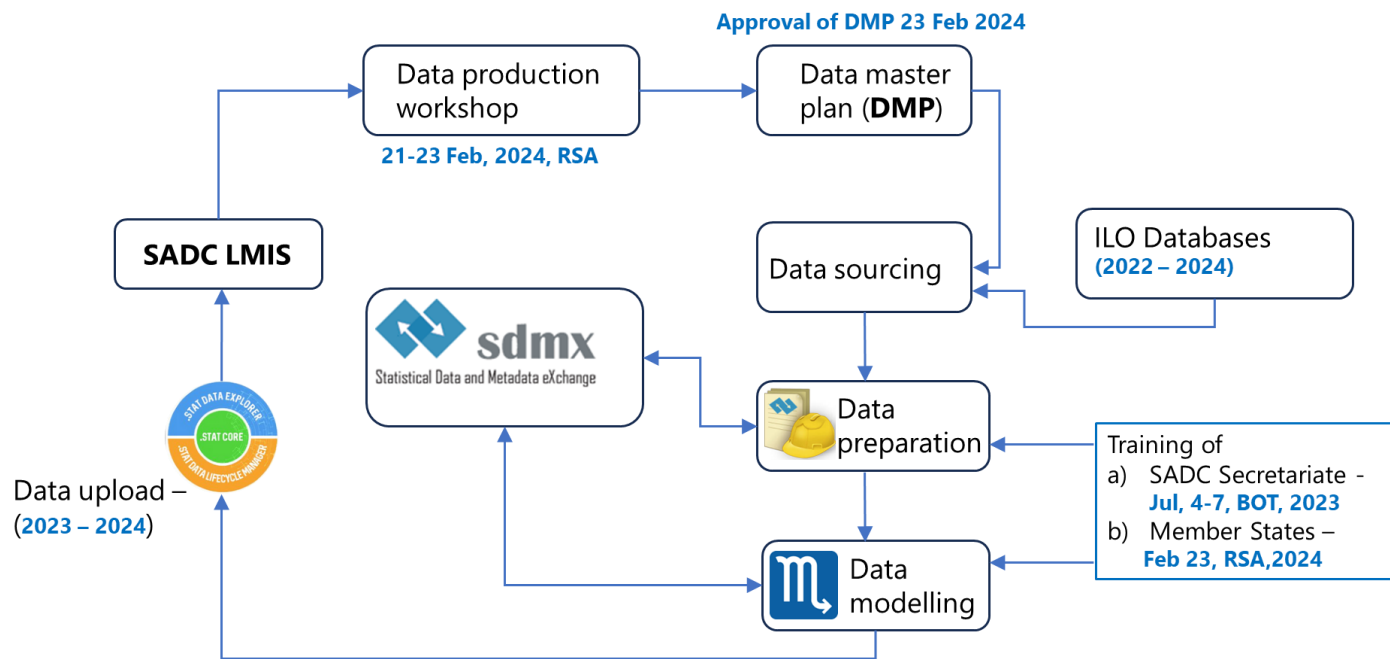 Approval of DMP 23 Feb 2024
Data production
workshop
21-23 Feb, 2024, RSA
Data master
plan (DMP)
SADC LMIS
Data sourcing
ILO Databases
(2022 – 2024)
sdmx
Statistical Data and Metadata eXchange
.STAT DATA EXPLORER
.STAT CORE
.STAT DATA LIFECYCLE MANAGER
Data
preparation
Training of
a) SADC Secretariate -
Jul, 4-7, BOT, 2023
b) Member States –
Feb 23, RSA,2024
Data upload –
(2023 – 2024)
Data
modelling